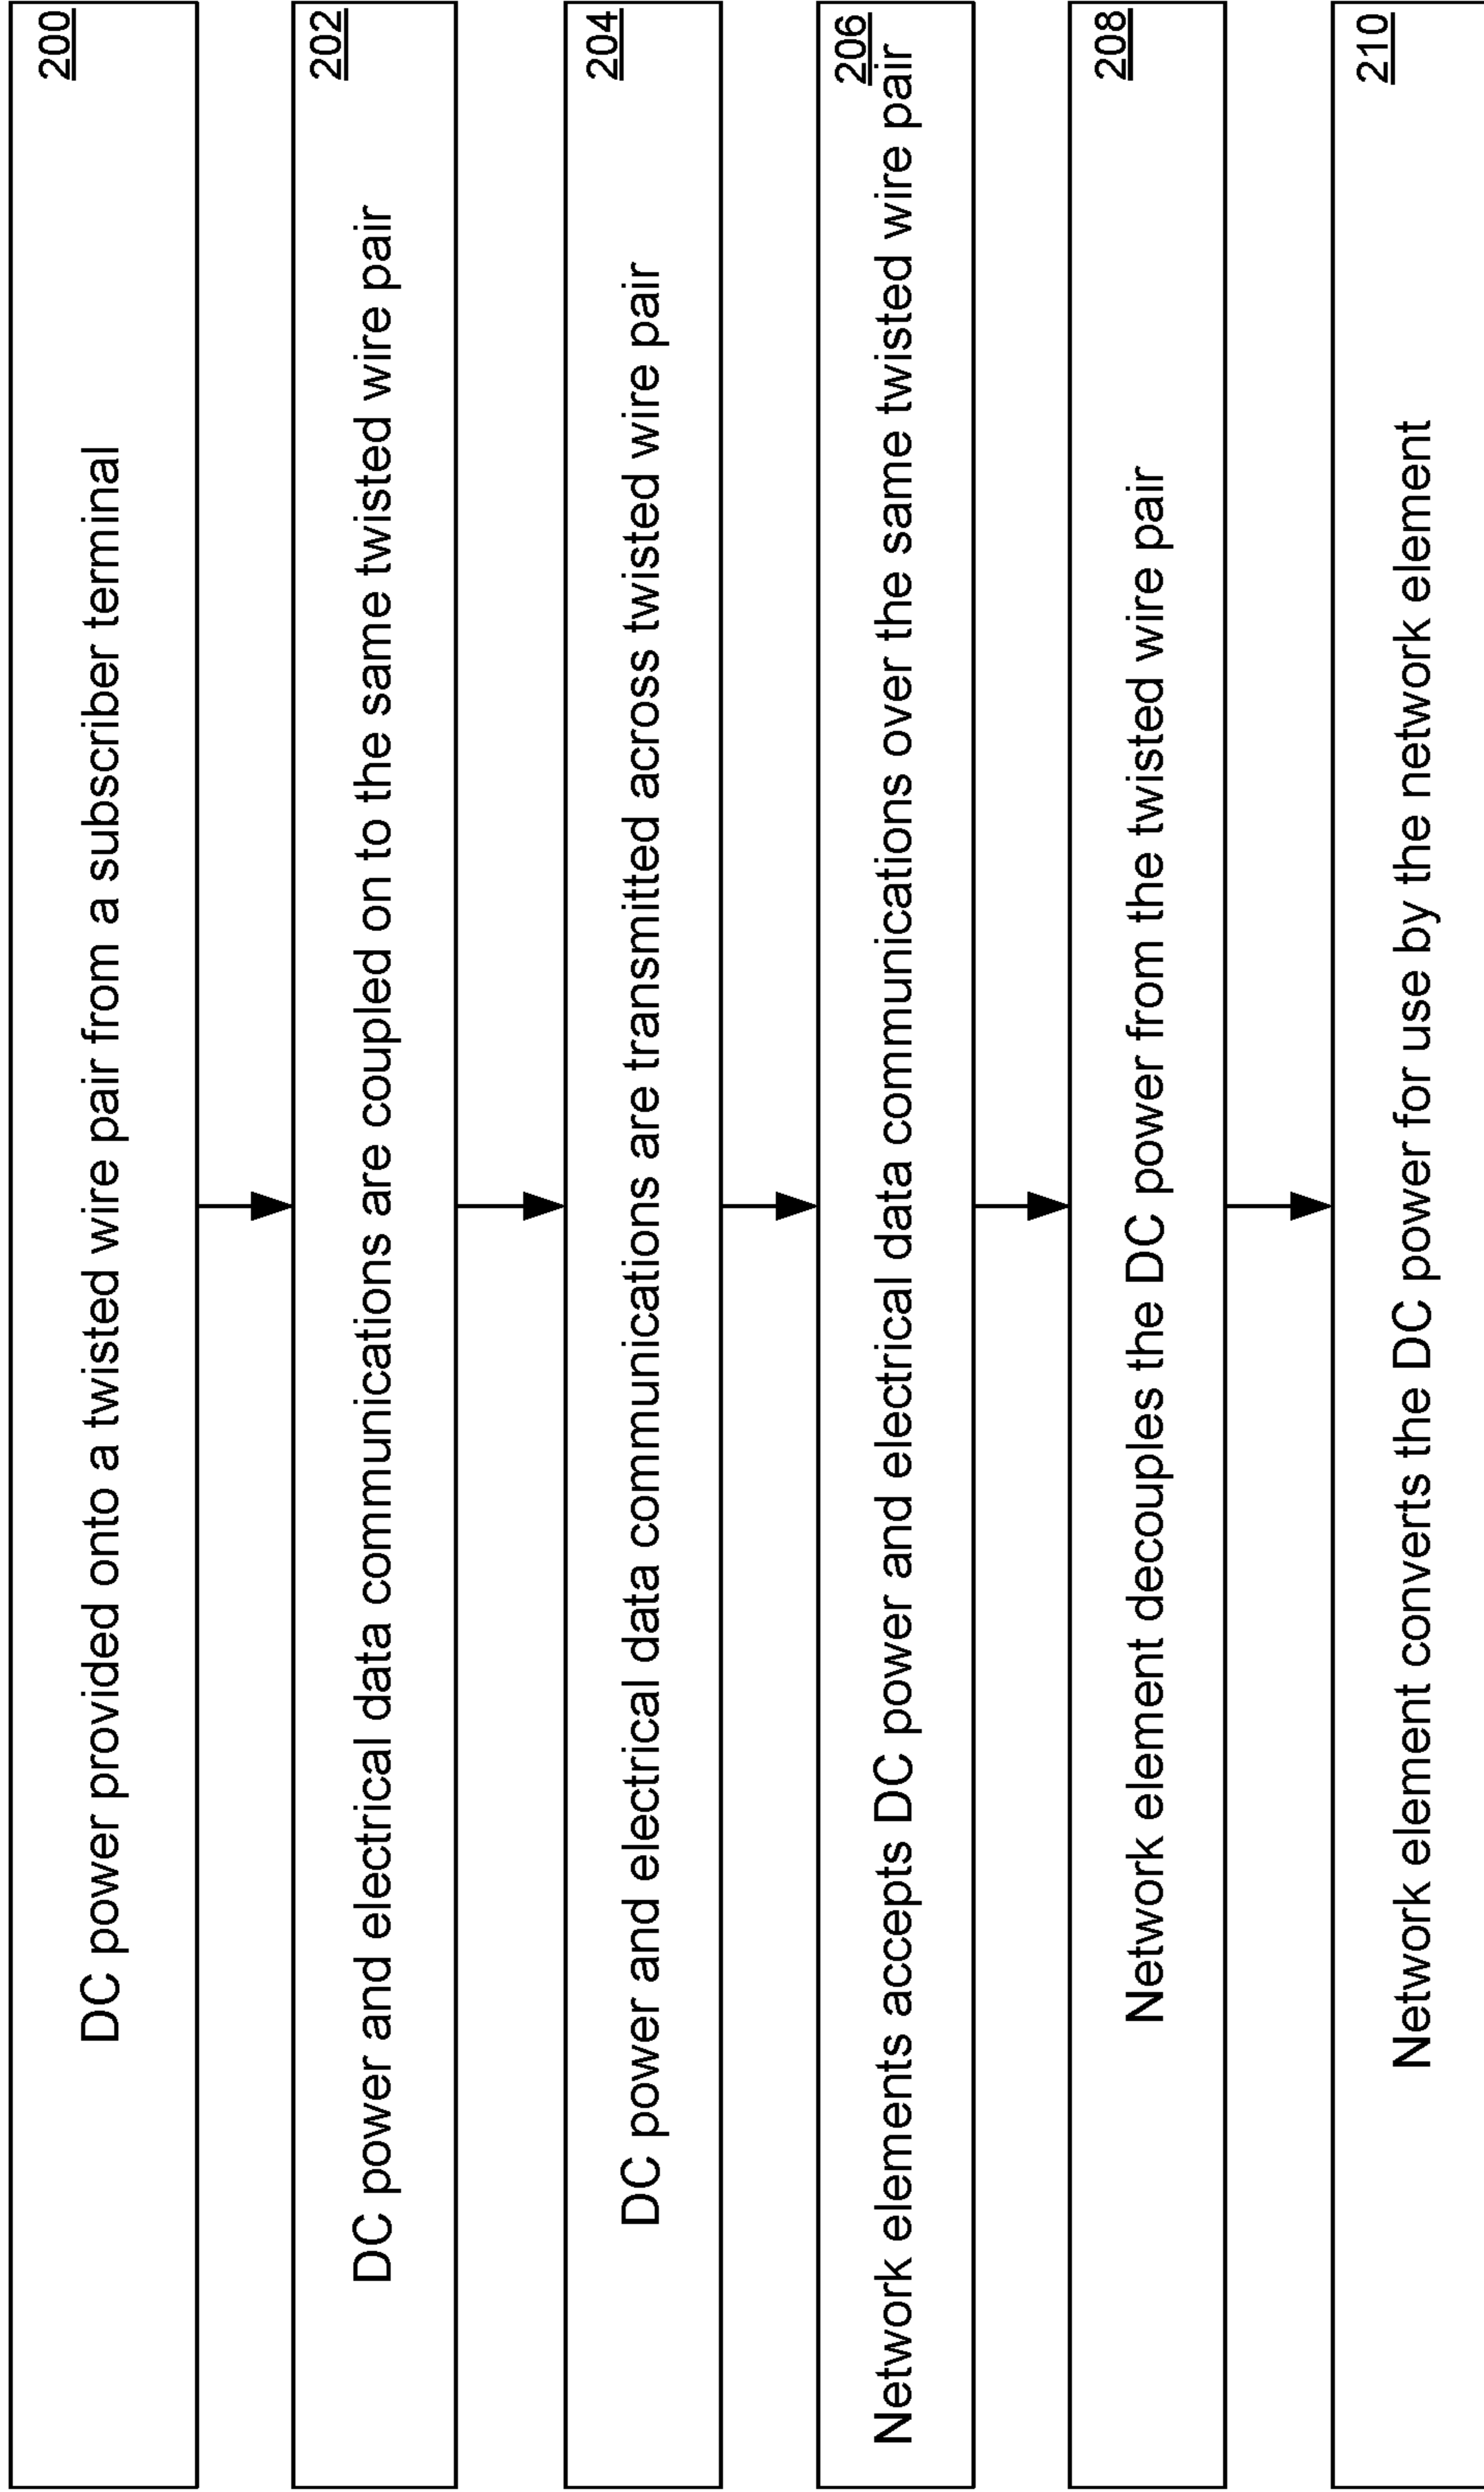 200
DC power provided onto a twisted wire pair from a subscriber terminal
202
DC power and electrical data communications are coupled on to the same twisted wire pair
204
DC power and electrical data communications are transmitted across twisted wire pair
206
Network elements accepts DC power and electrical data communications over the same twisted wire pair
208
Network element decouples the DC power from the twisted wire pair
210
Network element converts the DC power for use by the network element